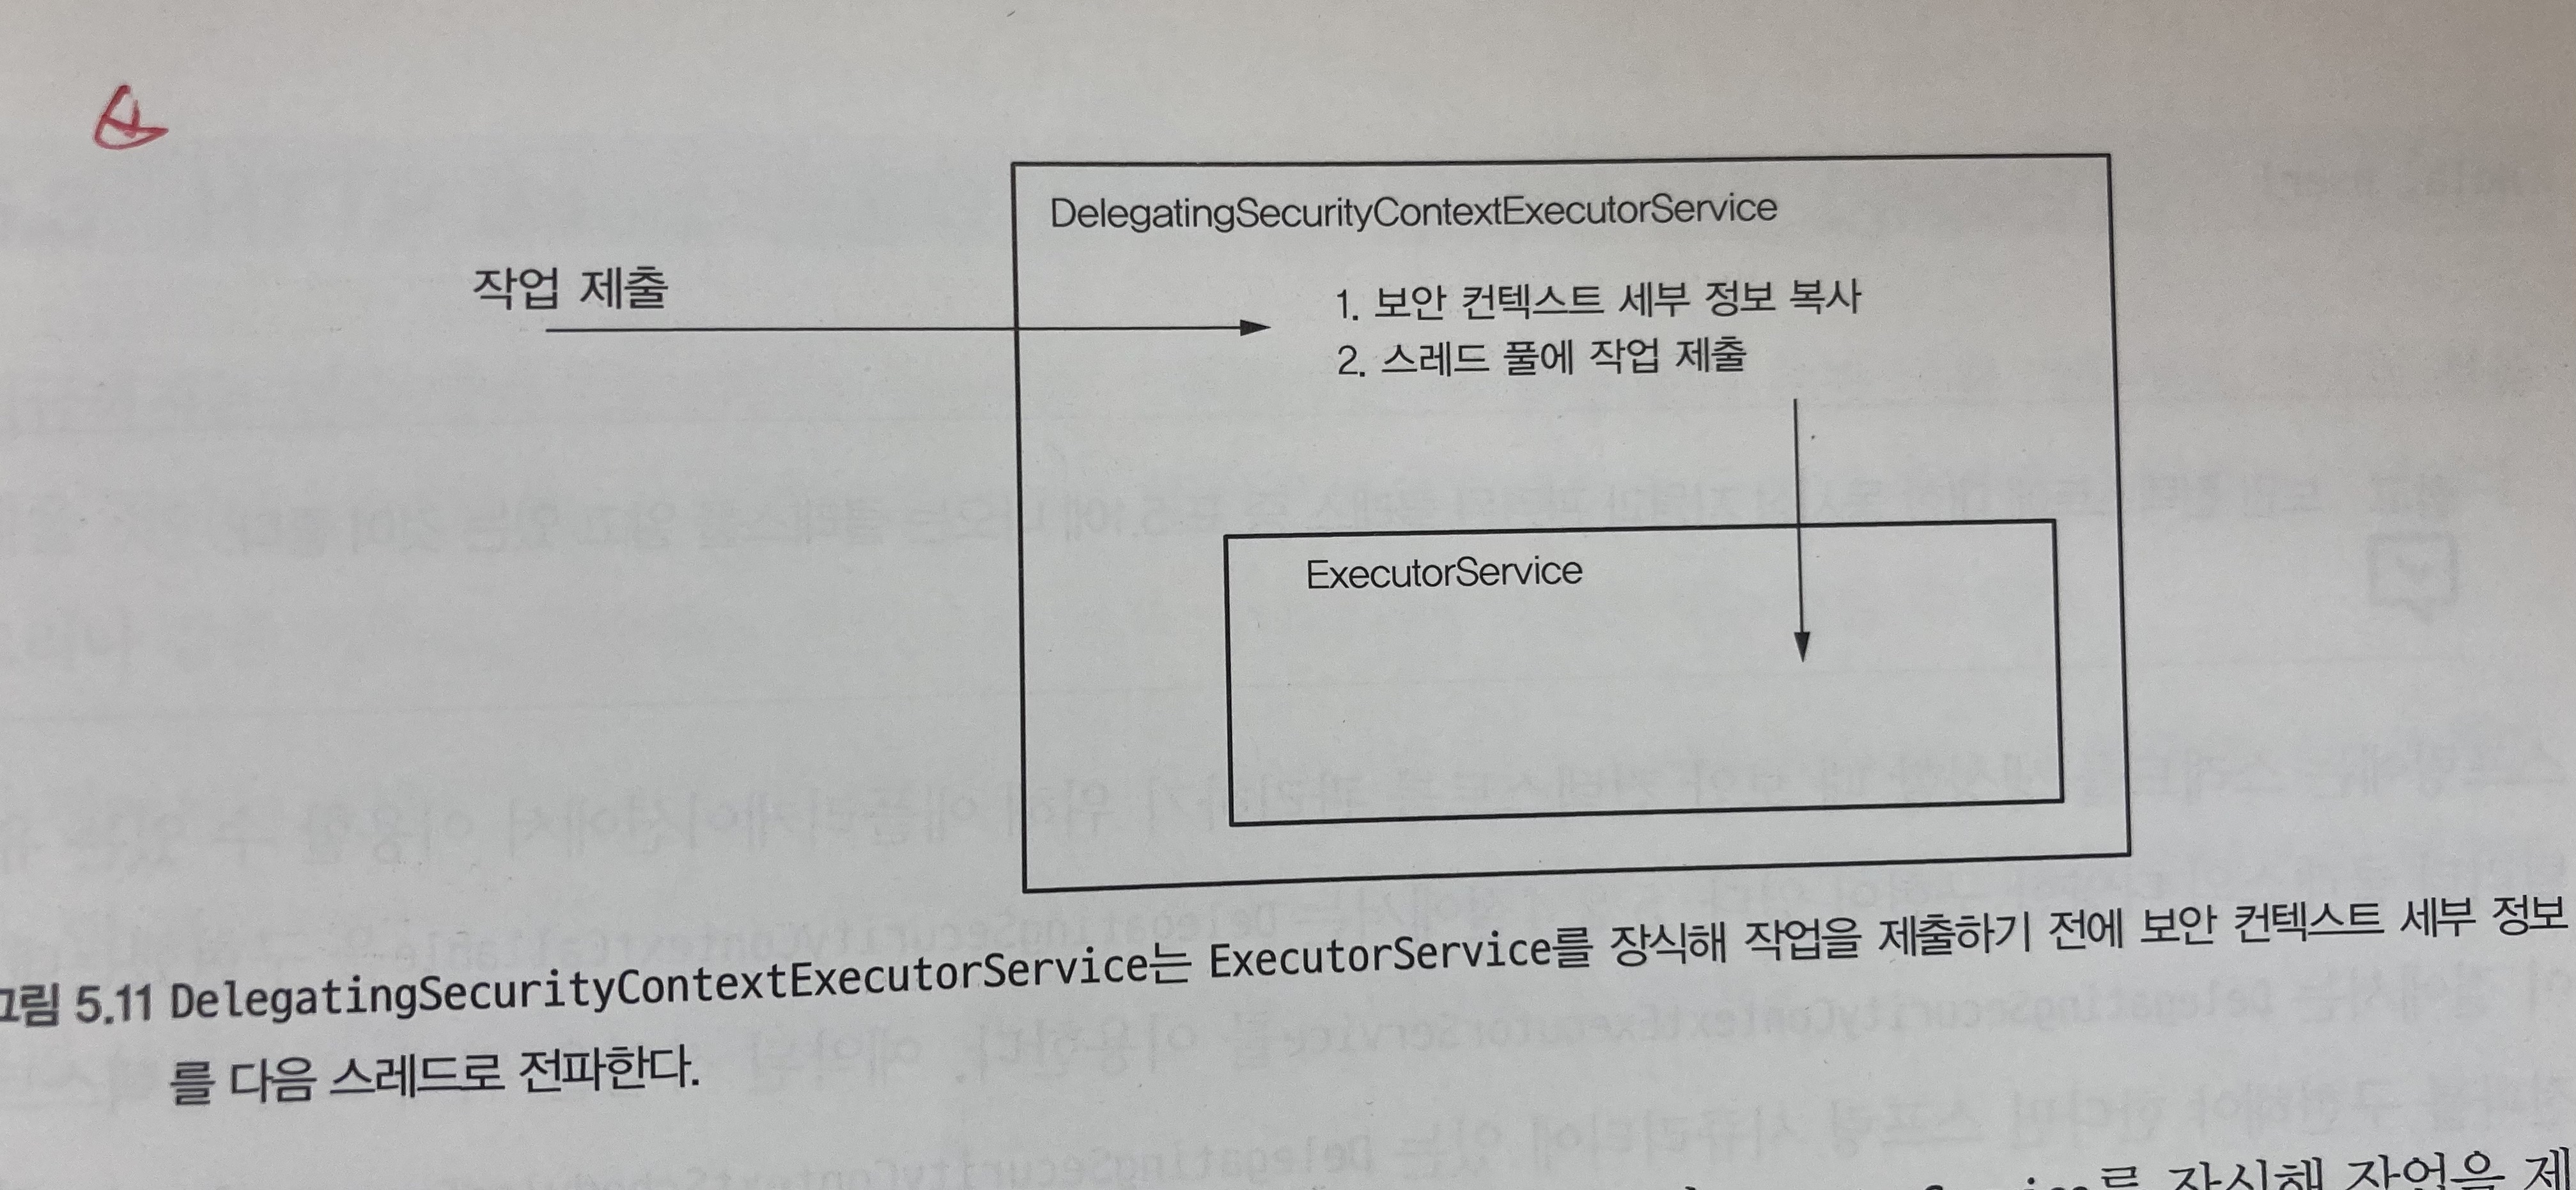 DelegatingSecurityContextExecutorService
작업 제출
1. 보안 컨텍스트 세부 정보 복사
2. 스레드 풀에 작업 제출
ExecutorService
그림 5.11 DelegatingSecurityContextExecutorService는 ExecutorService를 장식해 작업을 제출하기 전에 보안 컨텍스트 세부 정보
를 다음 스레드로 전파한다.
를 장식해 작업을 제